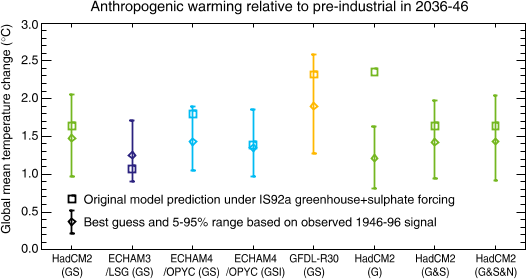 Anthropogenic warming relative to pre-industrial in 2036-46
Global mean temperature change (°C)
3.0
2.5
2.0
1.5
1.0
0.5
0.0
Original model prediction under IS92a greenhouse+sulphate forcing
Best guess and 5-95% range based on observed 1946-96 signal
HadCM2 ECHAM3 ECHAM4 ECHAM4 GFDL-R30 HadCM2 HadCM2 HadCM2
(GS) /LSG (GS) /OPYC (GS) /OPYC (GSI) (GS) (G) (G&S) (G&S&N)